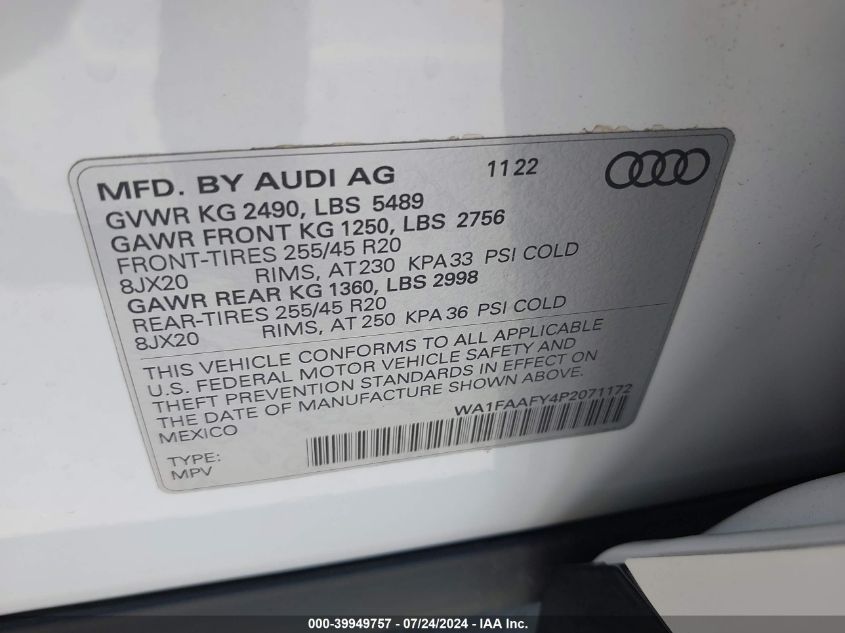 MFD. BY AUDI AG 1122
GVWR KG 2490, LBS 5489
GAWR FRONT KG 1250, LBS 2756
FRONT-TIRES 255/45 R20
8JX20 RIMS, AT 230 KPA 33 PSI COLD
GAWR REAR KG 1360, LBS 2998
REAR-TIRES 255/45 R20
8JX20 RIMS, AT 250 KPA 36 PSI COLD
THIS VEHICLE CONFORMS TO ALL APPLICABLE
U.S. FEDERAL MOTOR VEHICLE SAFETY AND
THEFT PREVENTION STANDARDS IN EFFECT ON
THE DATE OF MANUFACTURE SHOWN ABOVE.
MEXICO WA1FAAFY4P2071172
TYPE:
MPV
000-39949757 - 07/24/2024 - IAA Inc.